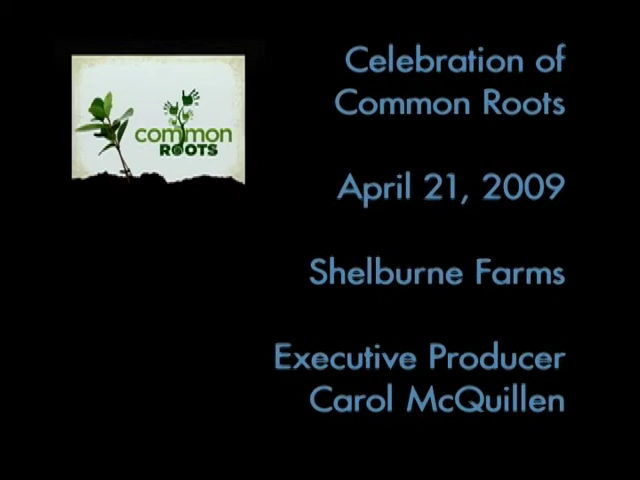 common
ROOTS
Celebration of
Common Roots
April 21, 2009
Shelburne Farms
Executive Producer
Carol McQuillen